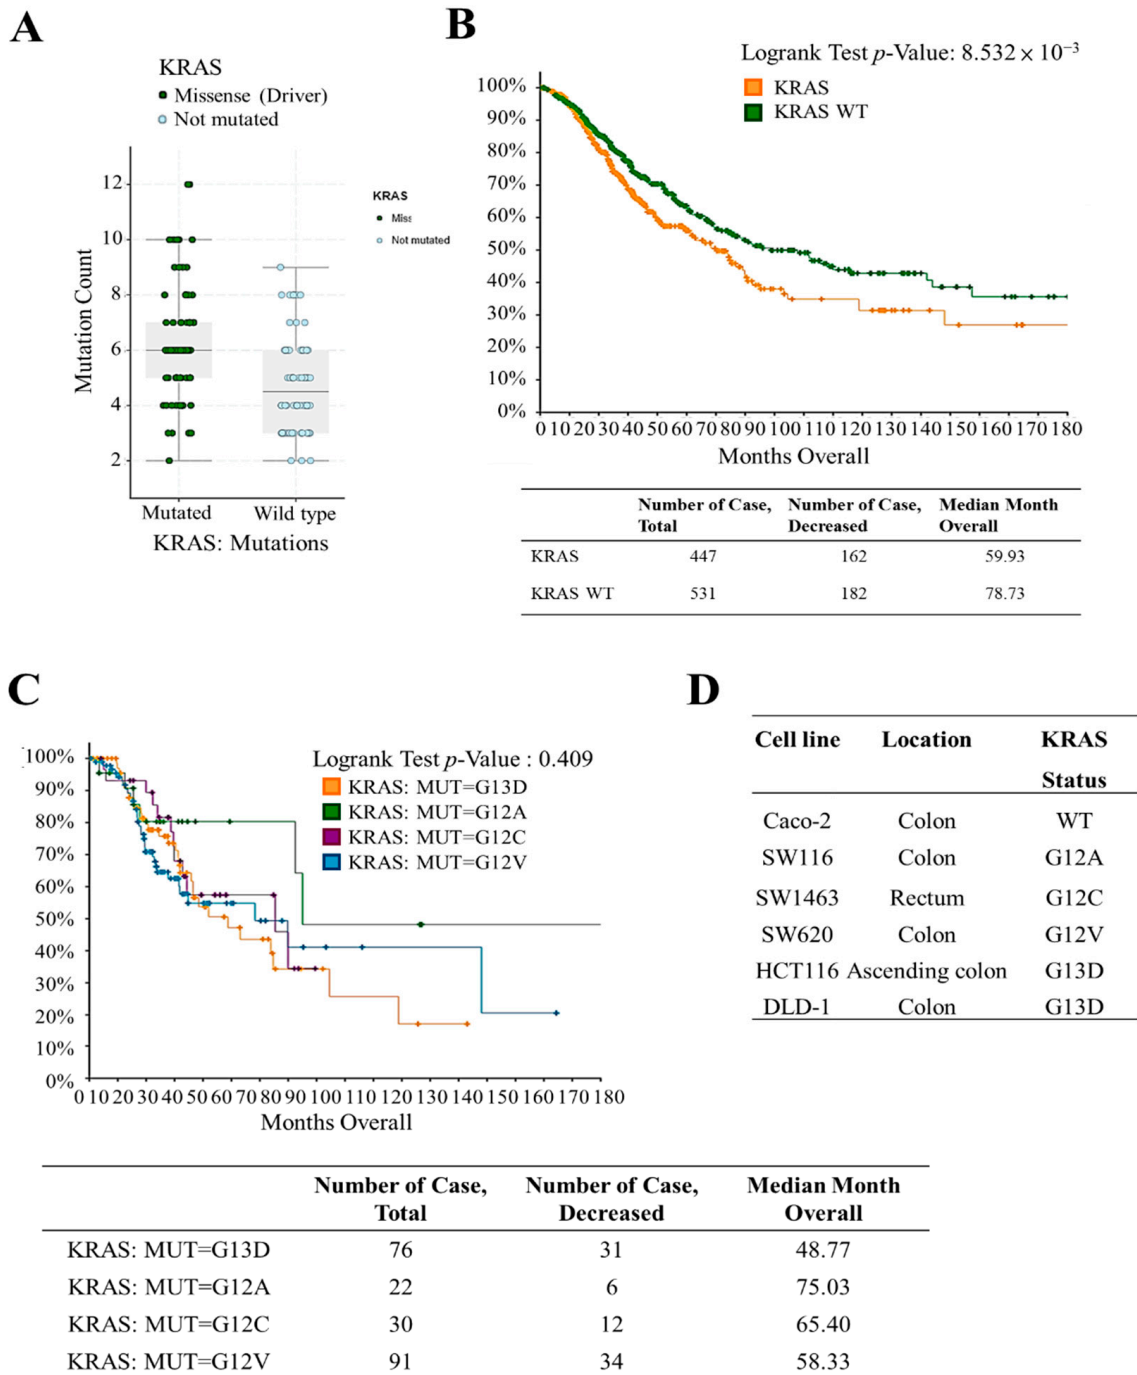 A
KRAS
Missense (Driver)
Not mutated
Mutation Count
12
10
8
6
4
2
Mutated Wild type
KRAS: Mutations
KRAS
Miss
Not mutated
B
Logrank Test p-Value: 8.532 × 10⁻³
KRAS
KRAS WT
100%
90%
80%
70%
60%
50%
40%
30%
20%
10%
0%
0 10 20 30 40 50 60 70 80 90 100 110 120 130 140 150 160 170 180
Months Overall
Number of Case, Number of Case, Median Month
Total Decreased Overall
KRAS 447 162 59.93
KRAS WT 531 182 78.73
C
Logrank Test p-Value : 0.409
KRAS: MUT=G13D
KRAS: MUT=G12A
KRAS: MUT=G12C
KRAS: MUT=G12V
100%
90%
80%
70%
60%
50%
40%
30%
20%
10%
0%
0 10 20 30 40 50 60 70 80 90 100 110 120 130 140 150 160 170 180
Months Overall
Number of Case, Number of Case, Median Month
Total Decreased Overall
KRAS: MUT=G13D 76 31 48.77
KRAS: MUT=G12A 22 6 75.03
KRAS: MUT=G12C 30 12 65.40
KRAS: MUT=G12V 91 34 58.33
D
Cell line Location KRAS
Status
Caco-2 Colon WT
SW116 Colon G12A
SW1463 Rectum G12C
SW620 Colon G12V
HCT116 Ascending colon G13D
DLD-1 Colon G13D